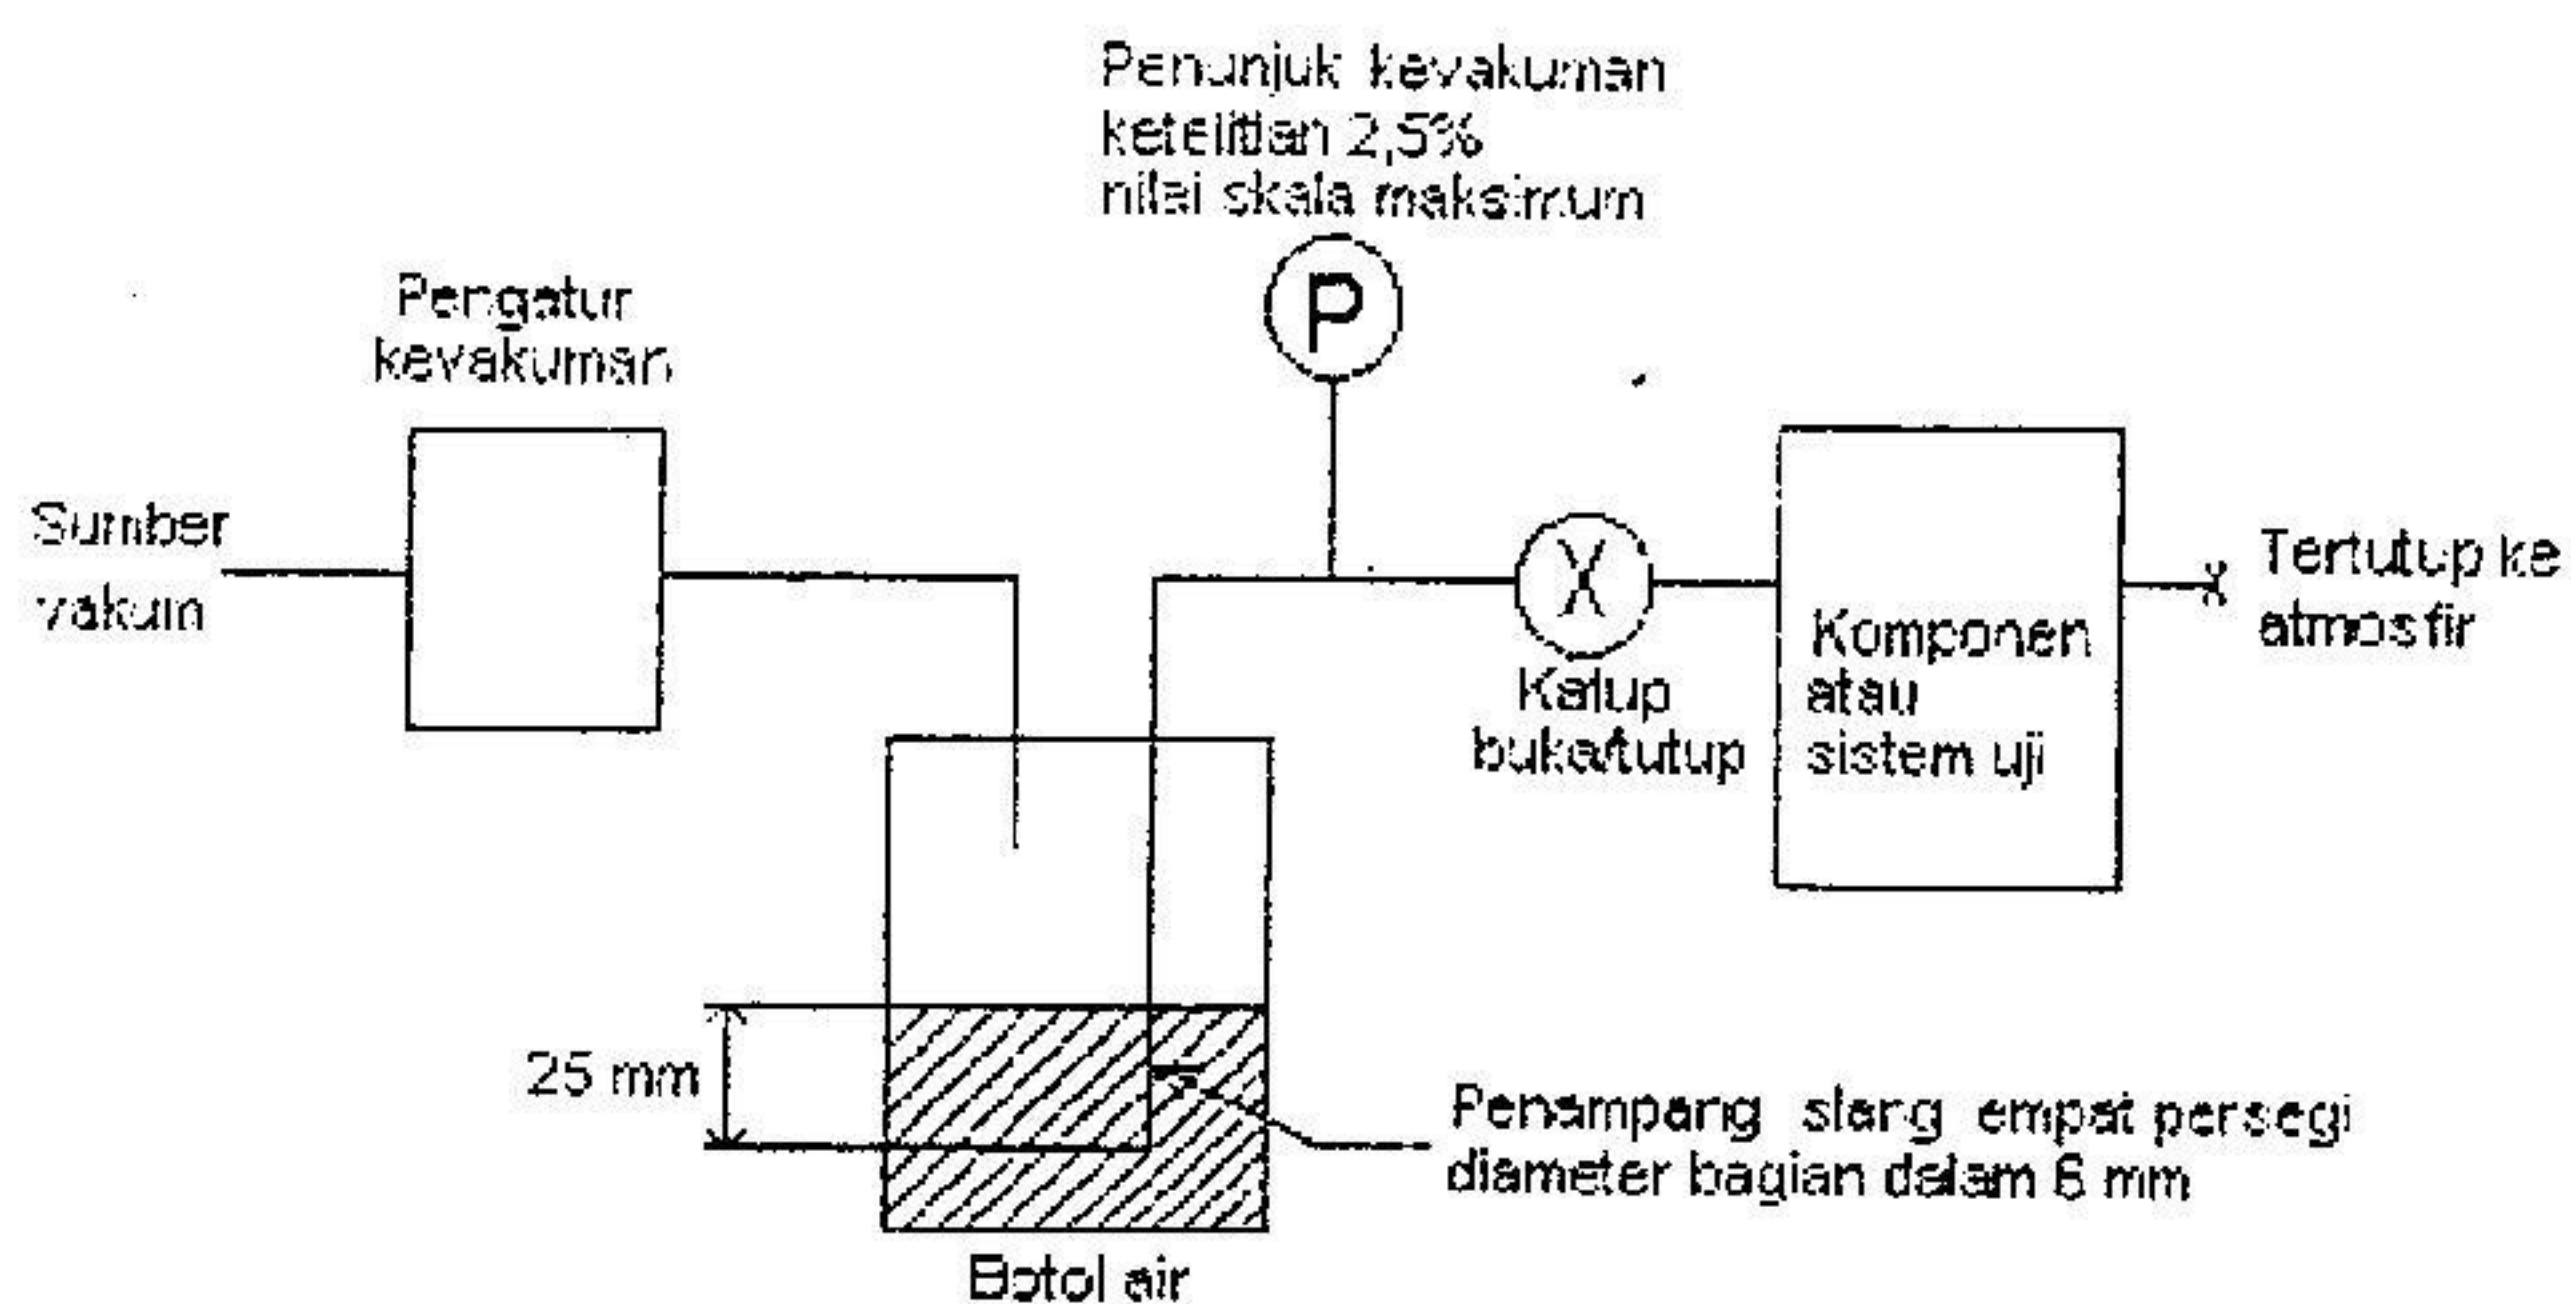 Penunjuk kevakuman
ketelitian 2,5%
nilai skala maksimum
P
Pengatur
kevakuman
Sumber
vakum
X
Katup
buka/tutup
Komponen
atau
sistem uji
Tertutup ke
atmosfir
25 mm
Penampang slang empat persegi
diameter bagian dalam 6 mm
Botol air